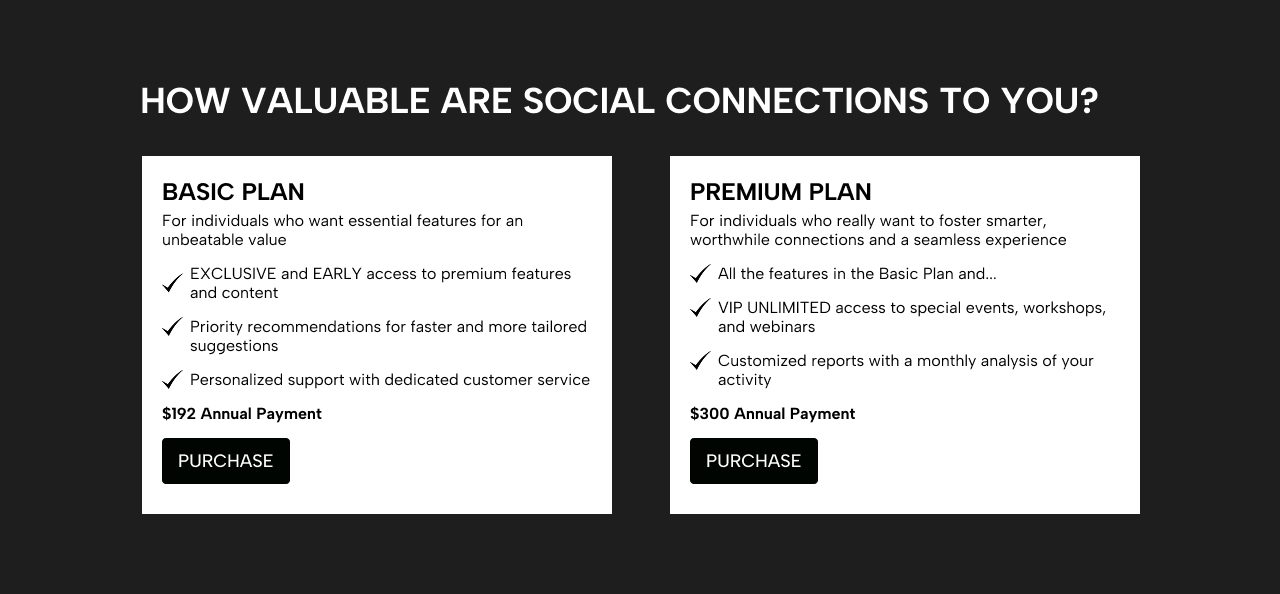 HOW VALUABLE ARE SOCIAL CONNECTIONS TO YOU?
BASIC PLAN
For individuals who want essential features for an
unbeatable value
EXCLUSIVE and EARLY access to premium features
and content
Priority recommendations for faster and more tailored
suggestions
Personalized support with dedicated customer service
$192 Annual Payment
PURCHASE
PREMIUM PLAN
For individuals who really want to foster smarter,
worthwhile connections and a seamless experience
All the features in the Basic Plan and...
VIP UNLIMITED access to special events, workshops,
and webinars
Customized reports with a monthly analysis of your
activity
$300 Annual Payment
PURCHASE